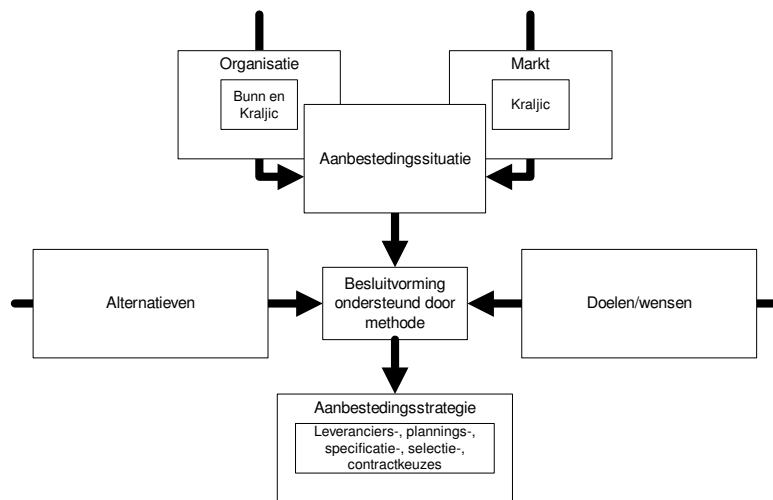 Organisatie
Bunn en
Kraljic
Markt
Kraljic
Aanbestedingssituatie
Alternatieven
Besluitvorming
ondersteund door
methode
Doelen/wensen
Aanbestedingsstrategie
Leveranciers-, plannings-,
specificatie-, selectie-,
contractkeuzes